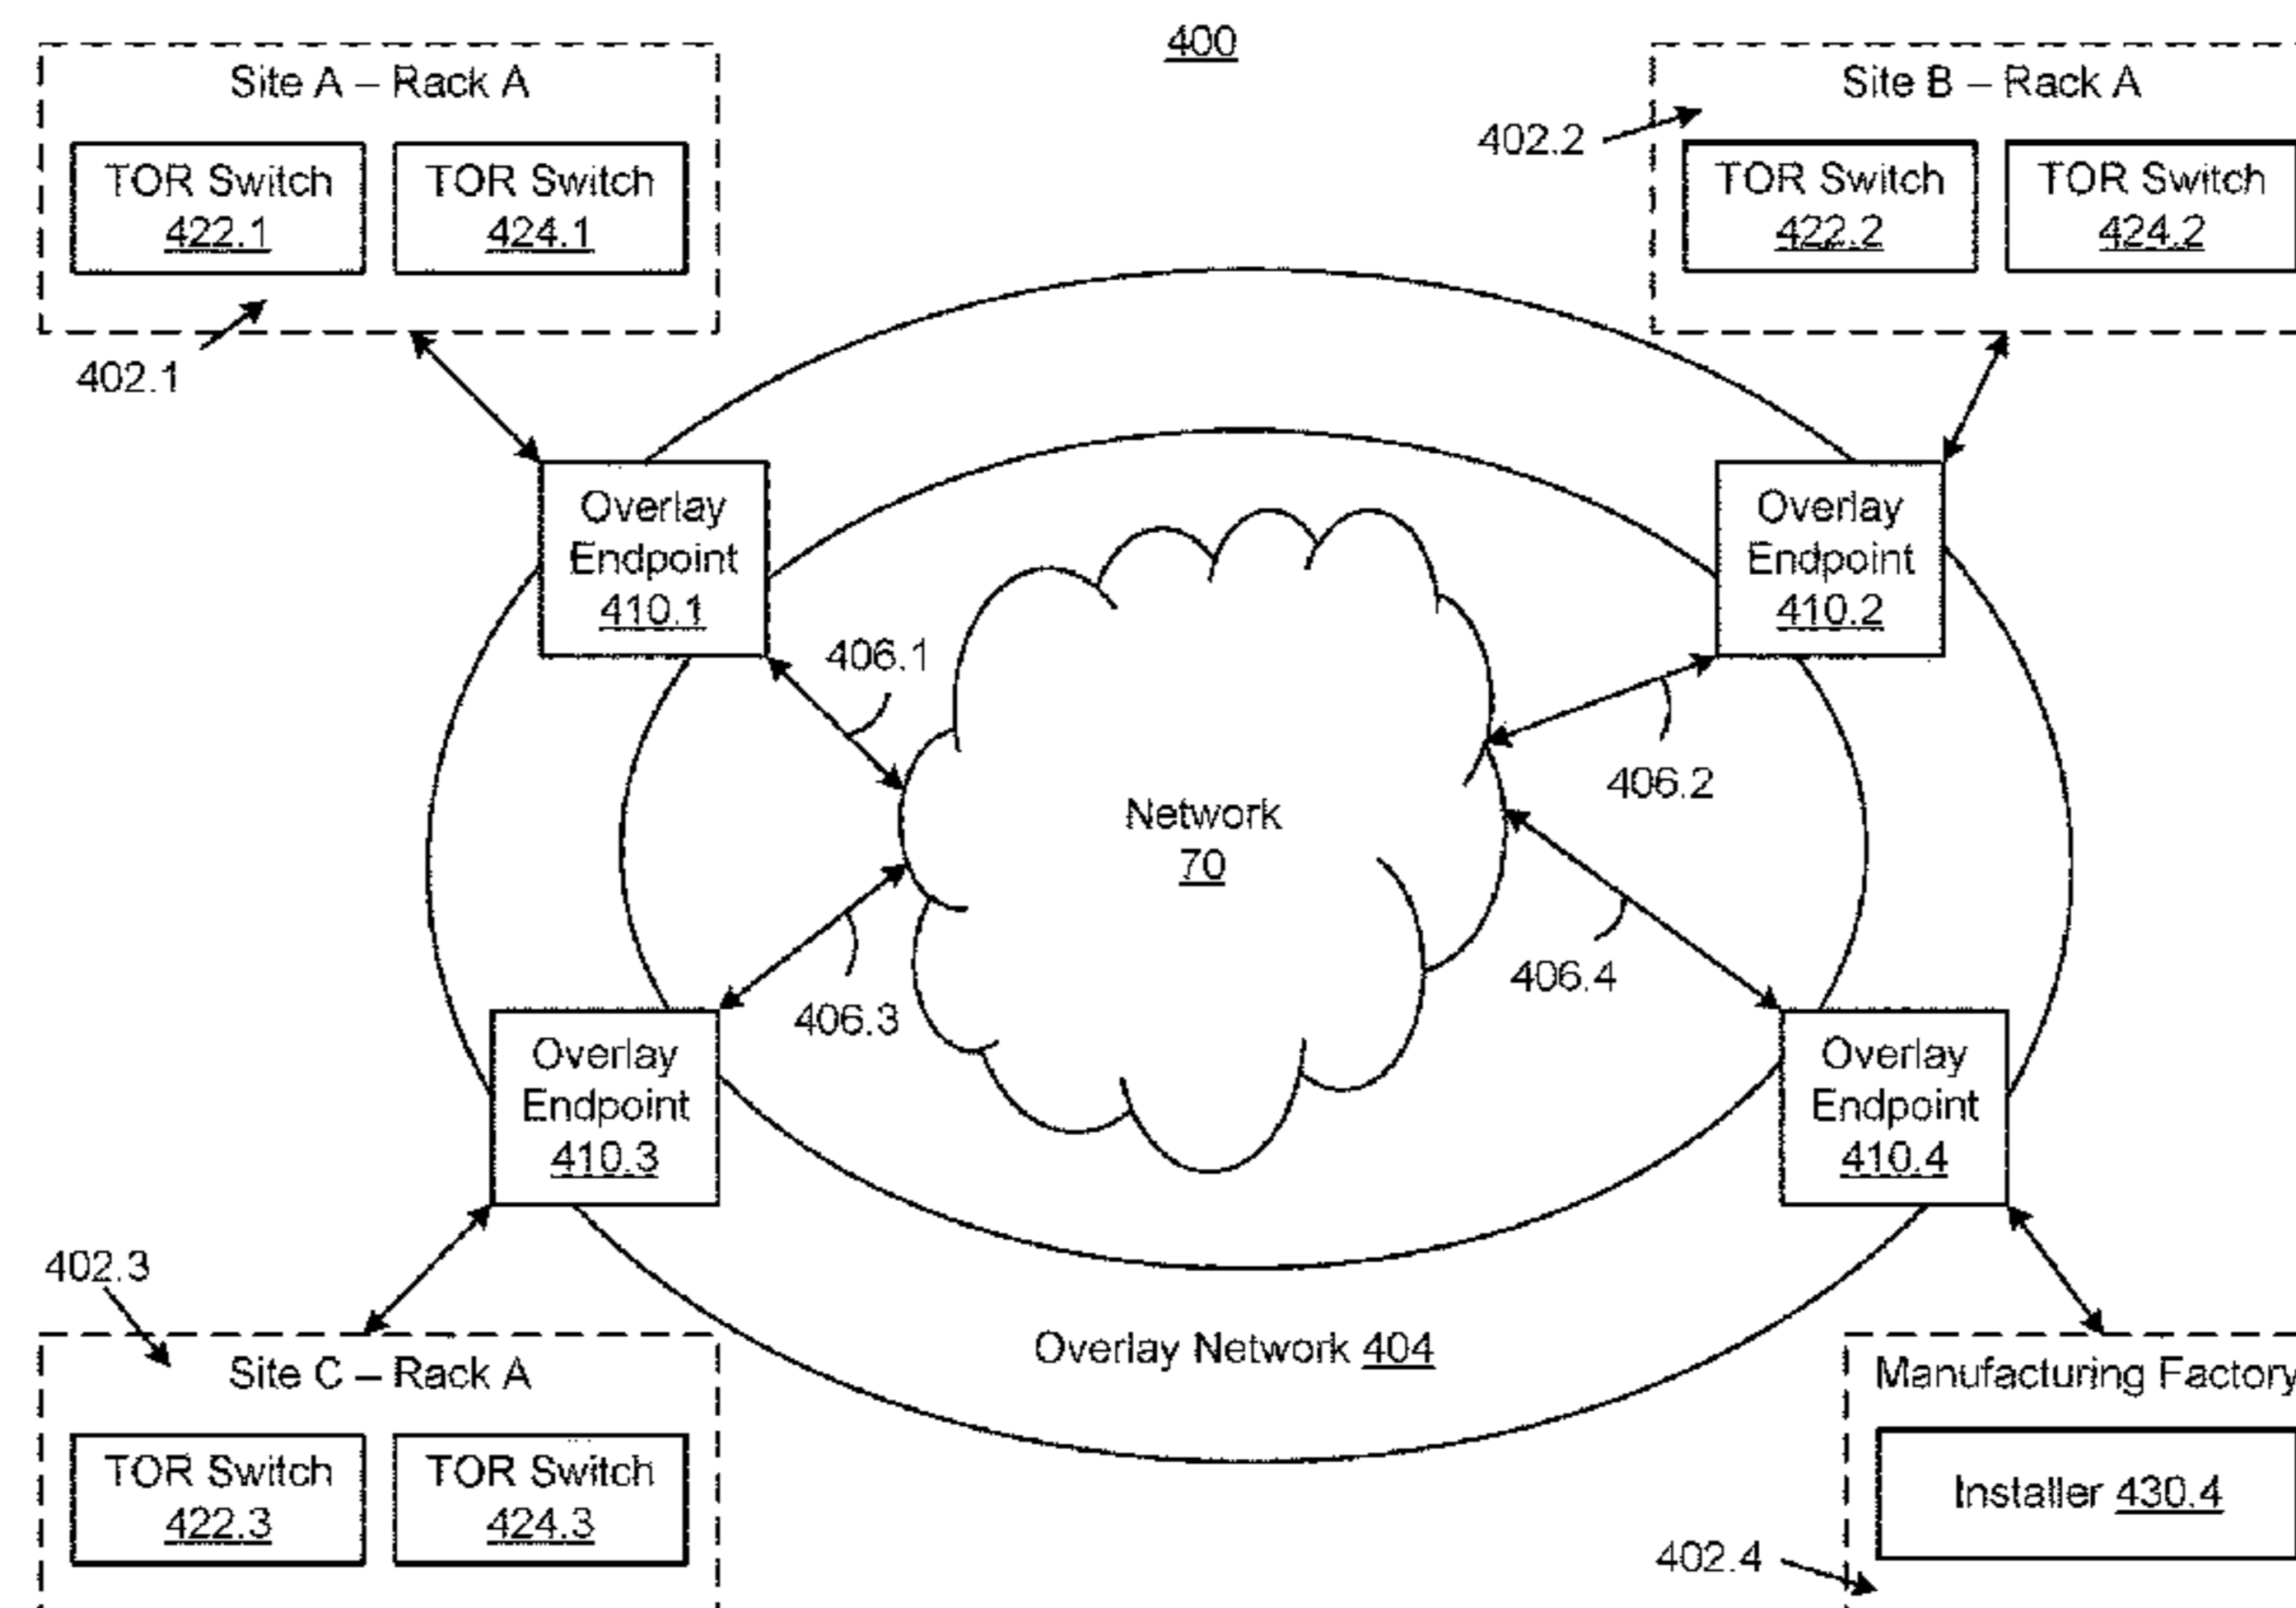 400
Site A – Rack A
TOR Switch
422.1
TOR Switch
424.1
402.1
Site B – Rack A
402.2
TOR Switch
422.2
TOR Switch
424.2
Overlay
Endpoint
410.1
406.1
Overlay
Endpoint
410.2
406.2
Network
70
406.3
406.4
Overlay
Endpoint
410.3
Overlay
Endpoint
410.4
402.3
Site C – Rack A
TOR Switch
422.3
TOR Switch
424.3
Overlay Network 404
Manufacturing Factory
Installer 430.4
402.4